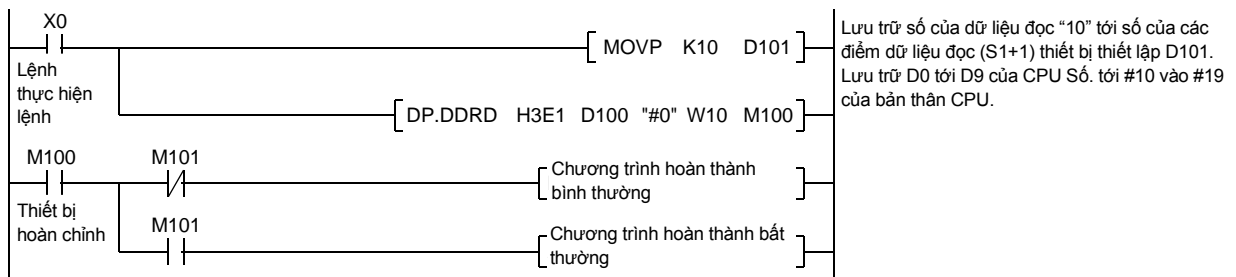 X0
MOVP K10 D101
Lệnh
thực hiện
lệnh
DP.DDRD H3E1 D100 "#0" W10 M100
M100
M101
Chương trình hoàn thành
bình thường
Thiết bị
hoàn chỉnh
M101
Chương trình hoàn thành bất
thường
Lưu trữ số của dữ liệu đọc “10” tới số của các
điểm dữ liệu đọc (S1+1) thiết bị thiết lập D101.
Lưu trữ D0 tới D9 của CPU Số. tới #10 vào #19
của bản thân CPU.